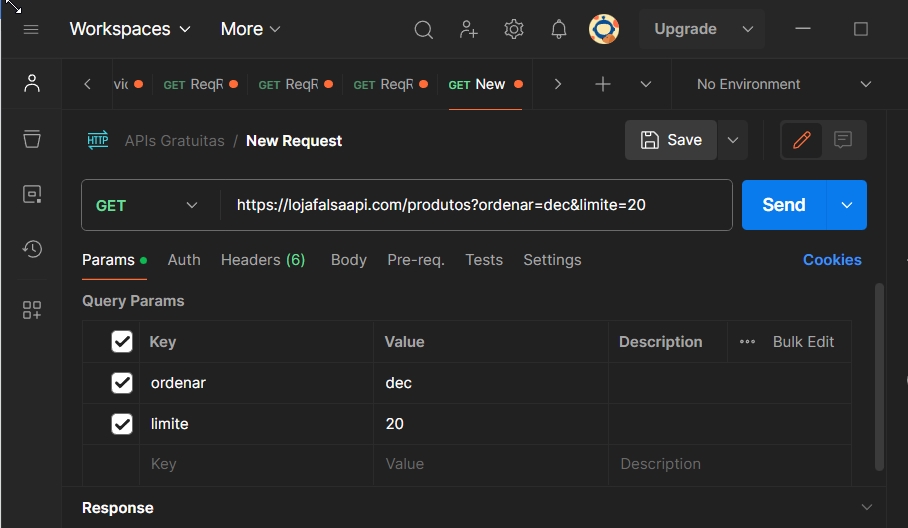 Workspaces More Upgrade
GET ReqR GET ReqR GET ReqR GET New No Environment
HTTP APIs Gratuitas / New Request Save
GET https://lojafalsaapi.com/produtos?ordenar=dec&limite=20 Send
Params Auth Headers (6) Body Pre-req. Tests Settings Cookies
Query Params
Key Value Description ••• Bulk Edit
ordenar dec
limite 20
Key Value Description
Response